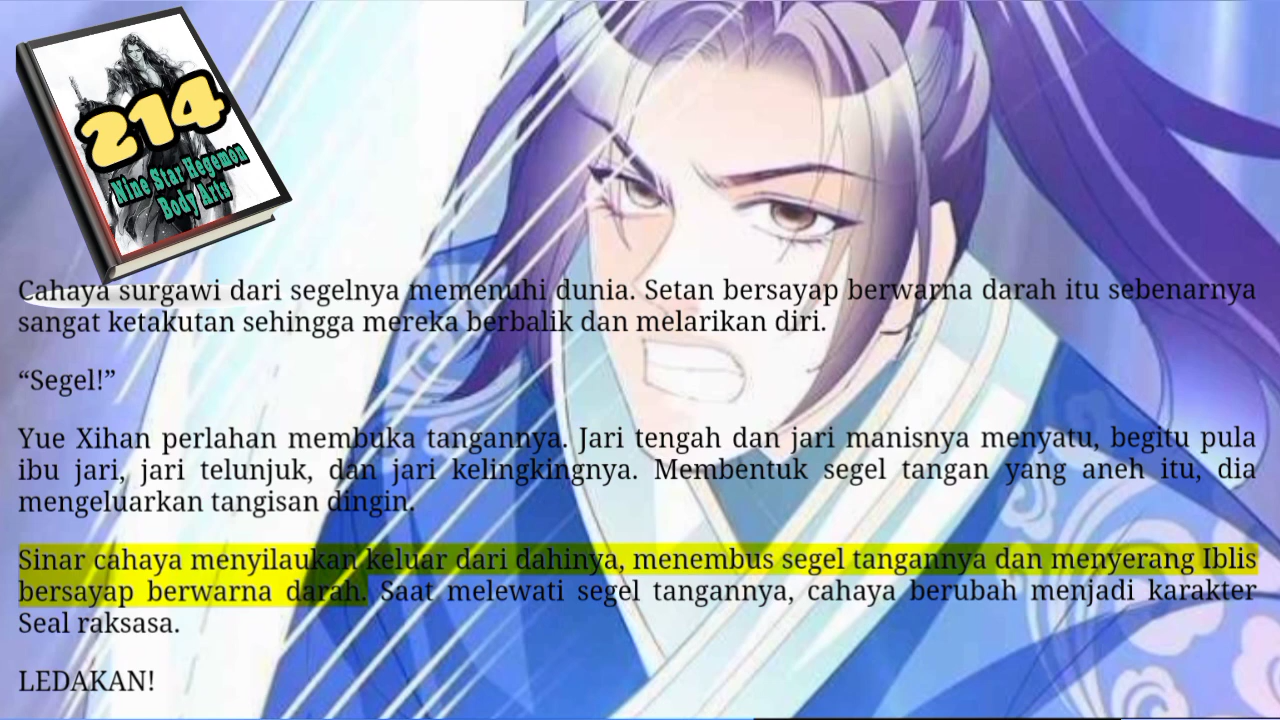 214
Nine Star Hegemon
Body Arts
Cahaya surgawi dari segelnya memenuhi dunia. Setan bersayap berwarna darah itu sebenarnya
sangat ketakutan sehingga mereka berbalik dan melarikan diri.
“Segel!”
Yue Xihan perlahan membuka tangannya. Jari tengah dan jari manisnya menyatu, begitu pula
ibu jari, jari telunjuk, dan jari kelingkingnya. Membentuk segel tangan yang aneh itu, dia
mengeluarkan tangisan dingin.
Sinar cahaya menyilaukan keluar dari dahinya, menembus segel tangannya dan menyerang Iblis
bersayap berwarna darah. Saat melewati segel tangannya, cahaya berubah menjadi karakter
Seal raksasa.
LEDAKAN!